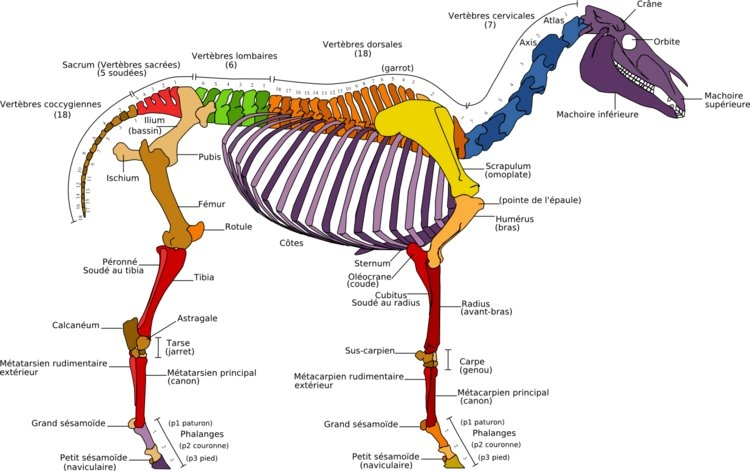 Crâne
Vertèbres cervicales
(7)
Atlas
Axis
Orbite
Vertèbres dorsales
(18)
(garrot)
Vertèbres lombaires
(6)
Sacrum (Vertèbres sacrées)
(5 soudées)
Vertèbres coccygiennes
(18)
Machoire
supérieure
Machoire inférieure
Ilium
(bassin)
Pubis
Ischium
Scrapulum
(omoplate)
(pointe de l'épaule)
Humérus
(bras)
Fémur
Rotule
Côtes
Sternum
Oléocrane
(coude)
Péronné
Soudé au tibia
Tibia
Cubitus
Soudé au radius
Radius
(avant-bras)
Astragale
Calcanéum
Tarse
(jarret)
Sus-carpien
Carpe
(genou)
Métatarsien rudimentaire
extérieur
Métatarsien principal
(canon)
Métacarpien rudimentaire
extérieur
Métacarpien principal
(canon)
Grand sésamoïde
(p1 paturon)
Phalanges
(p2 couronne)
(p3 pied)
Petit sésamoïde
(naviculaire)
Grand sésamoïde
(p1 paturon)
Phalanges
(p2 couronne)
(p3 pied)
Petit sésamoïde
(naviculaire)